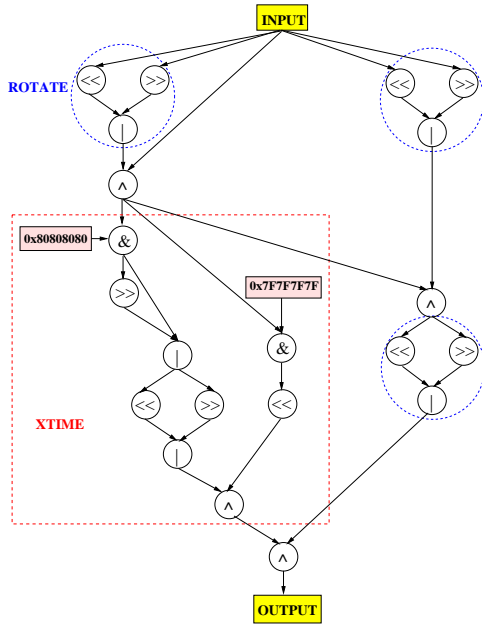 INPUT
<< >> << >>
ROTATE
| |
^
0x80808080 &
0x7F7F7F7F
>> ^
| & << >>
<< >> << |
XTIME
|
^
^
OUTPUT